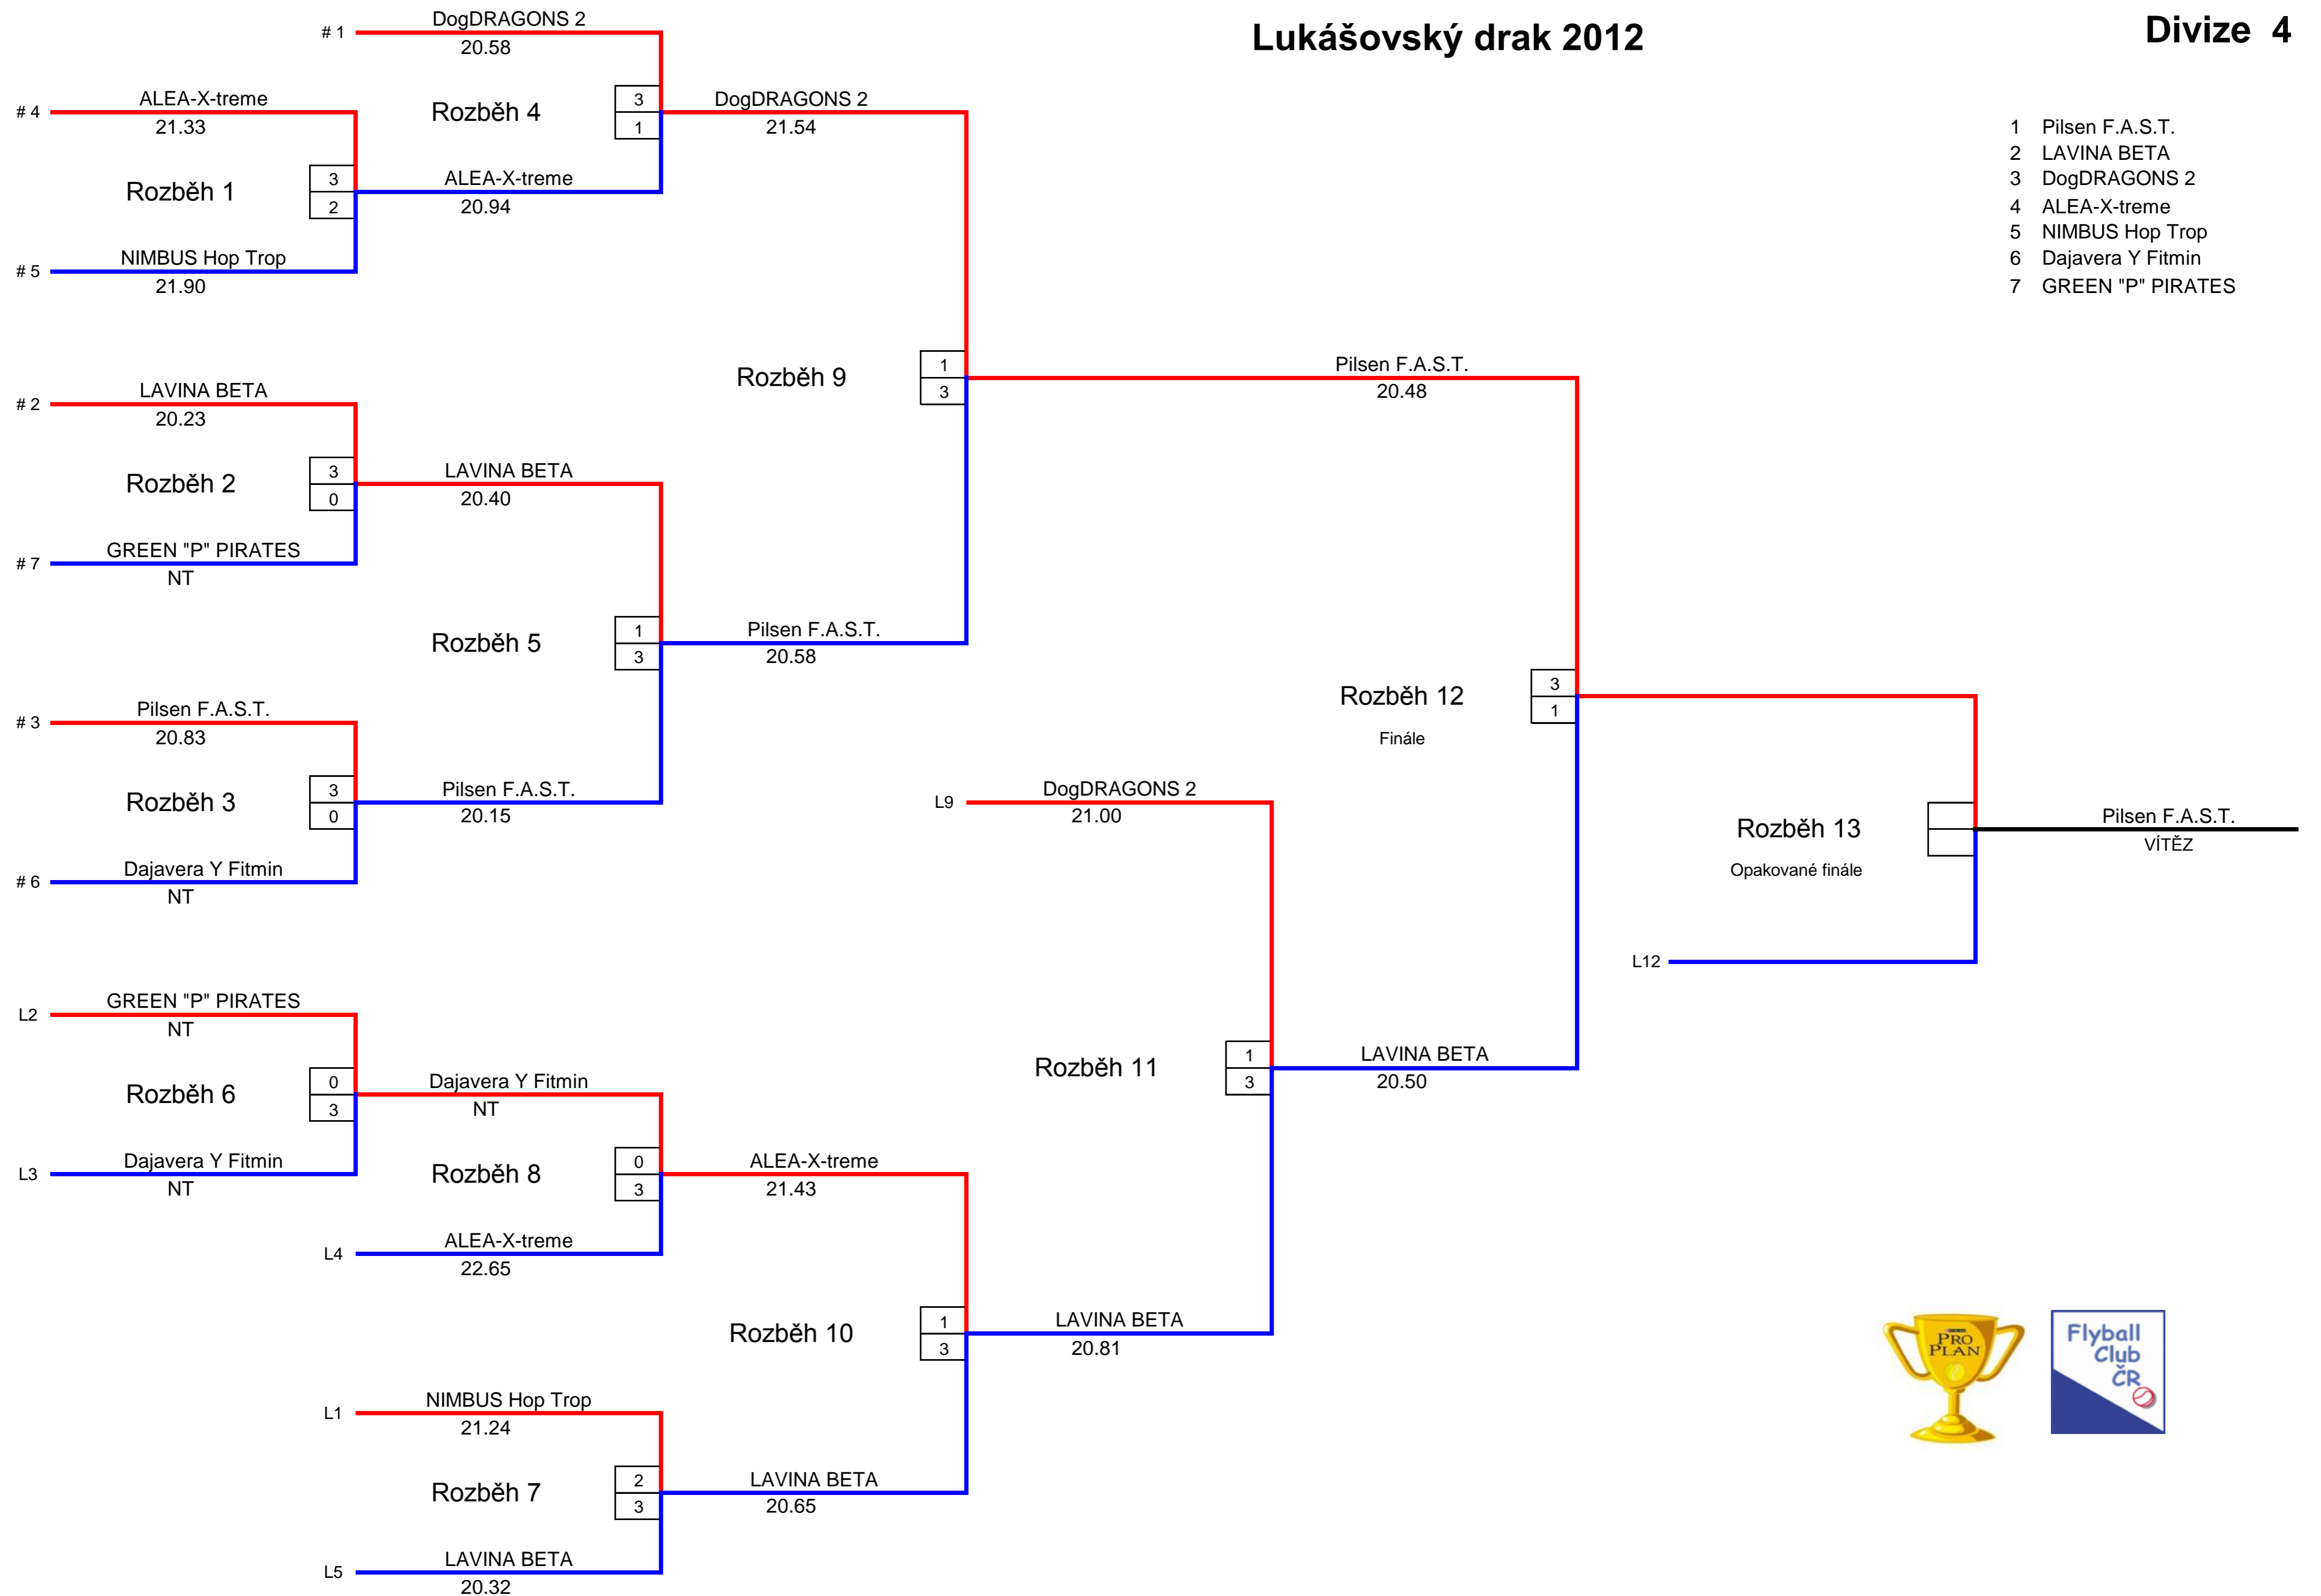 Lukášovský drak 2012
Divize 4
1 Pilsen F.A.S.T.
2 LAVINA BETA
3 DogDRAGONS 2
4 ALEA-X-treme
5 NIMBUS Hop Trop
6 Dajavera Y Fitmin
7 GREEN "P" PIRATES
# 1
DogDRAGONS 2
20.58
# 4
ALEA-X-treme
21.33
Rozběh 1
3
2
# 5
NIMBUS Hop Trop
21.90
Rozběh 4
3
1
ALEA-X-treme
20.94
DogDRAGONS 2
21.54
# 2
LAVINA BETA
20.23
Rozběh 2
3
0
# 7
GREEN "P" PIRATES
NT
LAVINA BETA
20.40
Rozběh 5
1
3
# 3
Pilsen F.A.S.T.
20.83
Rozběh 3
3
0
# 6
Dajavera Y Fitmin
NT
Pilsen F.A.S.T.
20.15
Pilsen F.A.S.T.
20.58
Rozběh 9
1
3
Pilsen F.A.S.T.
20.48
L2
GREEN "P" PIRATES
NT
Rozběh 6
0
3
L3
Dajavera Y Fitmin
NT
Dajavera Y Fitmin
NT
Rozběh 8
0
3
L4
ALEA-X-treme
22.65
ALEA-X-treme
21.43
L1
NIMBUS Hop Trop
21.24
Rozběh 7
2
3
L5
LAVINA BETA
20.32
LAVINA BETA
20.65
Rozběh 10
1
3
LAVINA BETA
20.81
L9
DogDRAGONS 2
21.00
Rozběh 11
1
3
LAVINA BETA
20.50
Rozběh 12
Finále
3
1
Rozběh 13
Opakované finále
L12
Pilsen F.A.S.T.
VÍTĚZ
PRO
PLAN
Flyball
Club
ČR